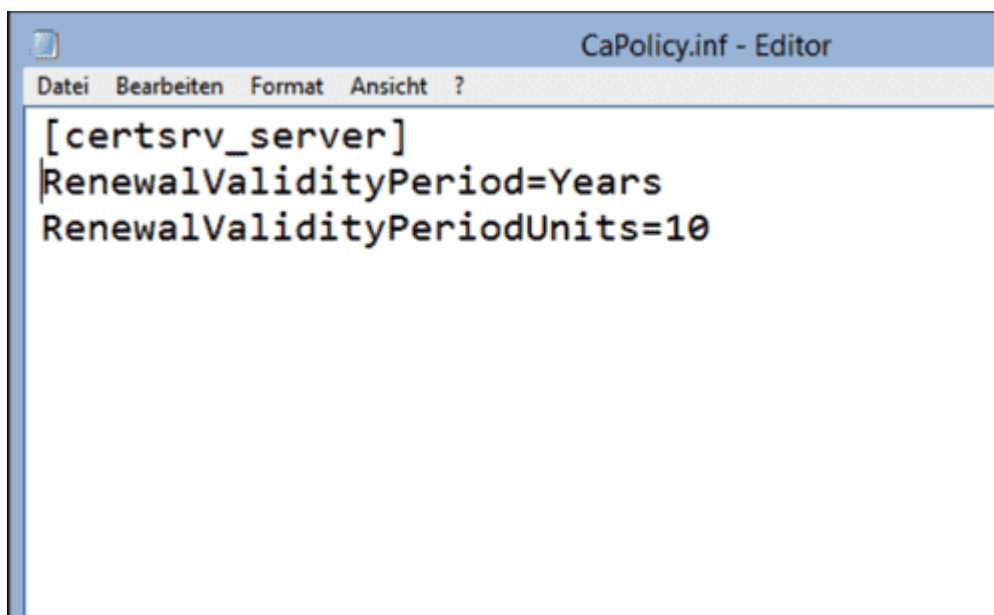 CaPolicy.inf - Editor
Datei Bearbeiten Format Ansicht ?
[certsrv_server]
RenewalValidityPeriod=Years
RenewalValidityPeriodUnits=10